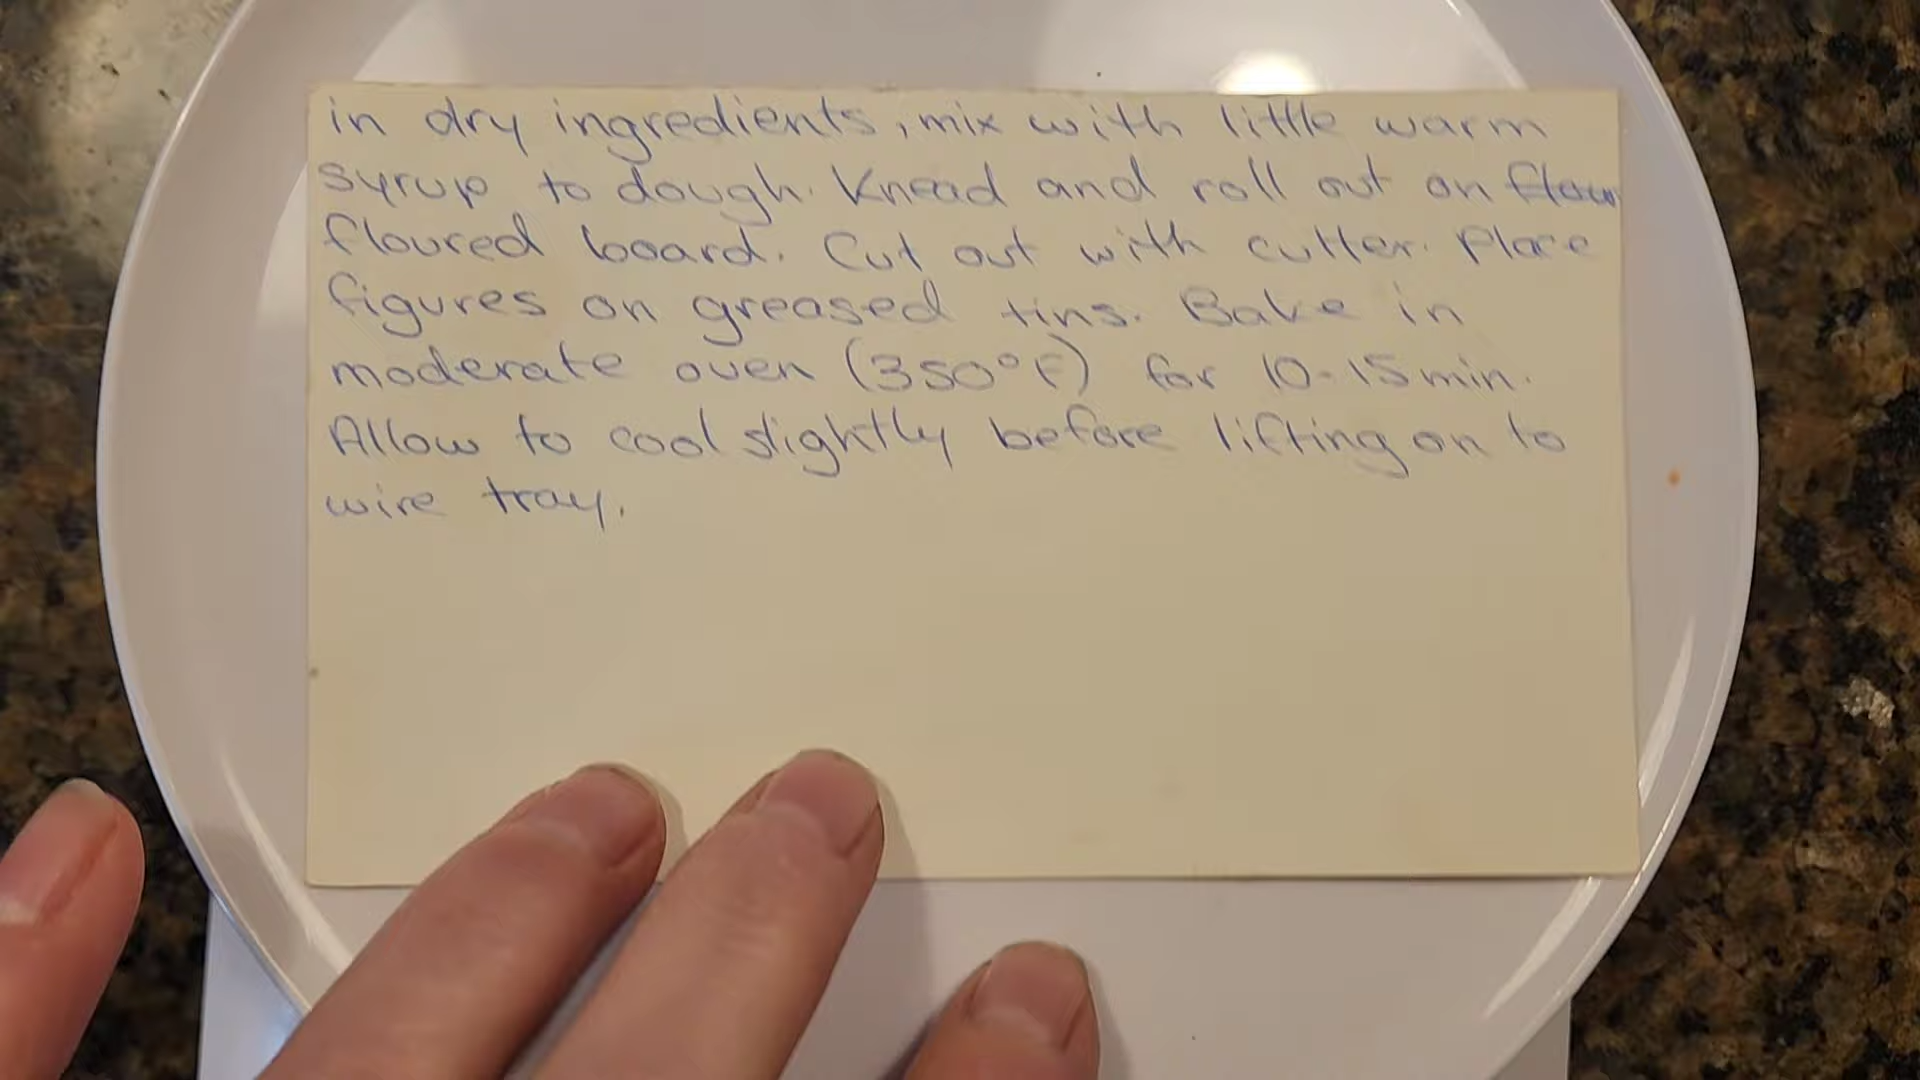 in dry ingredients, mix with little warm
syrup to dough. Knead and roll out on flour
floured board. Cut out with cutter. Place
figures on greased tins. Bake in
moderate oven (350°F) for 10-15 min.
Allow to cool slightly before lifting on to
wire tray.